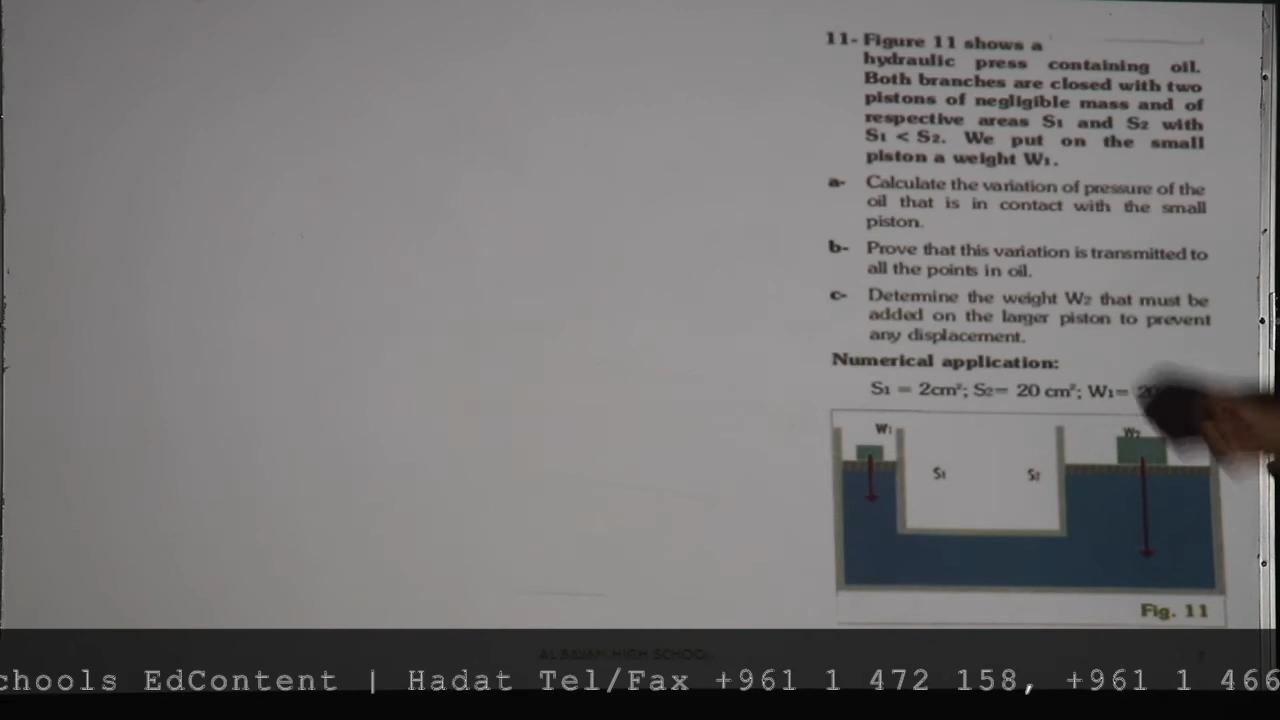 11- Figure 11 shows a
hydraulic press containing oil.
Both branches are closed with two
pistons of negligible mass and of
respective areas S1 and S2 with
S1 < S2. We put on the small
piston a weight W1.
a- Calculate the variation of pressure of the
oil that is in contact with the small
piston.
b- Prove that this variation is transmitted to
all the points in oil.
c- Determine the weight W2 that must be
added on the larger piston to prevent
any displacement.
Numerical application:
S1 = 2cm²; S2= 20 cm²; W1=
W1
W2
S1
S2
Fig. 11
AL BAYAN HIGH SCHOOL
chools EdContent | Hadat Tel/Fax +961 1 472 158, +961 1 466